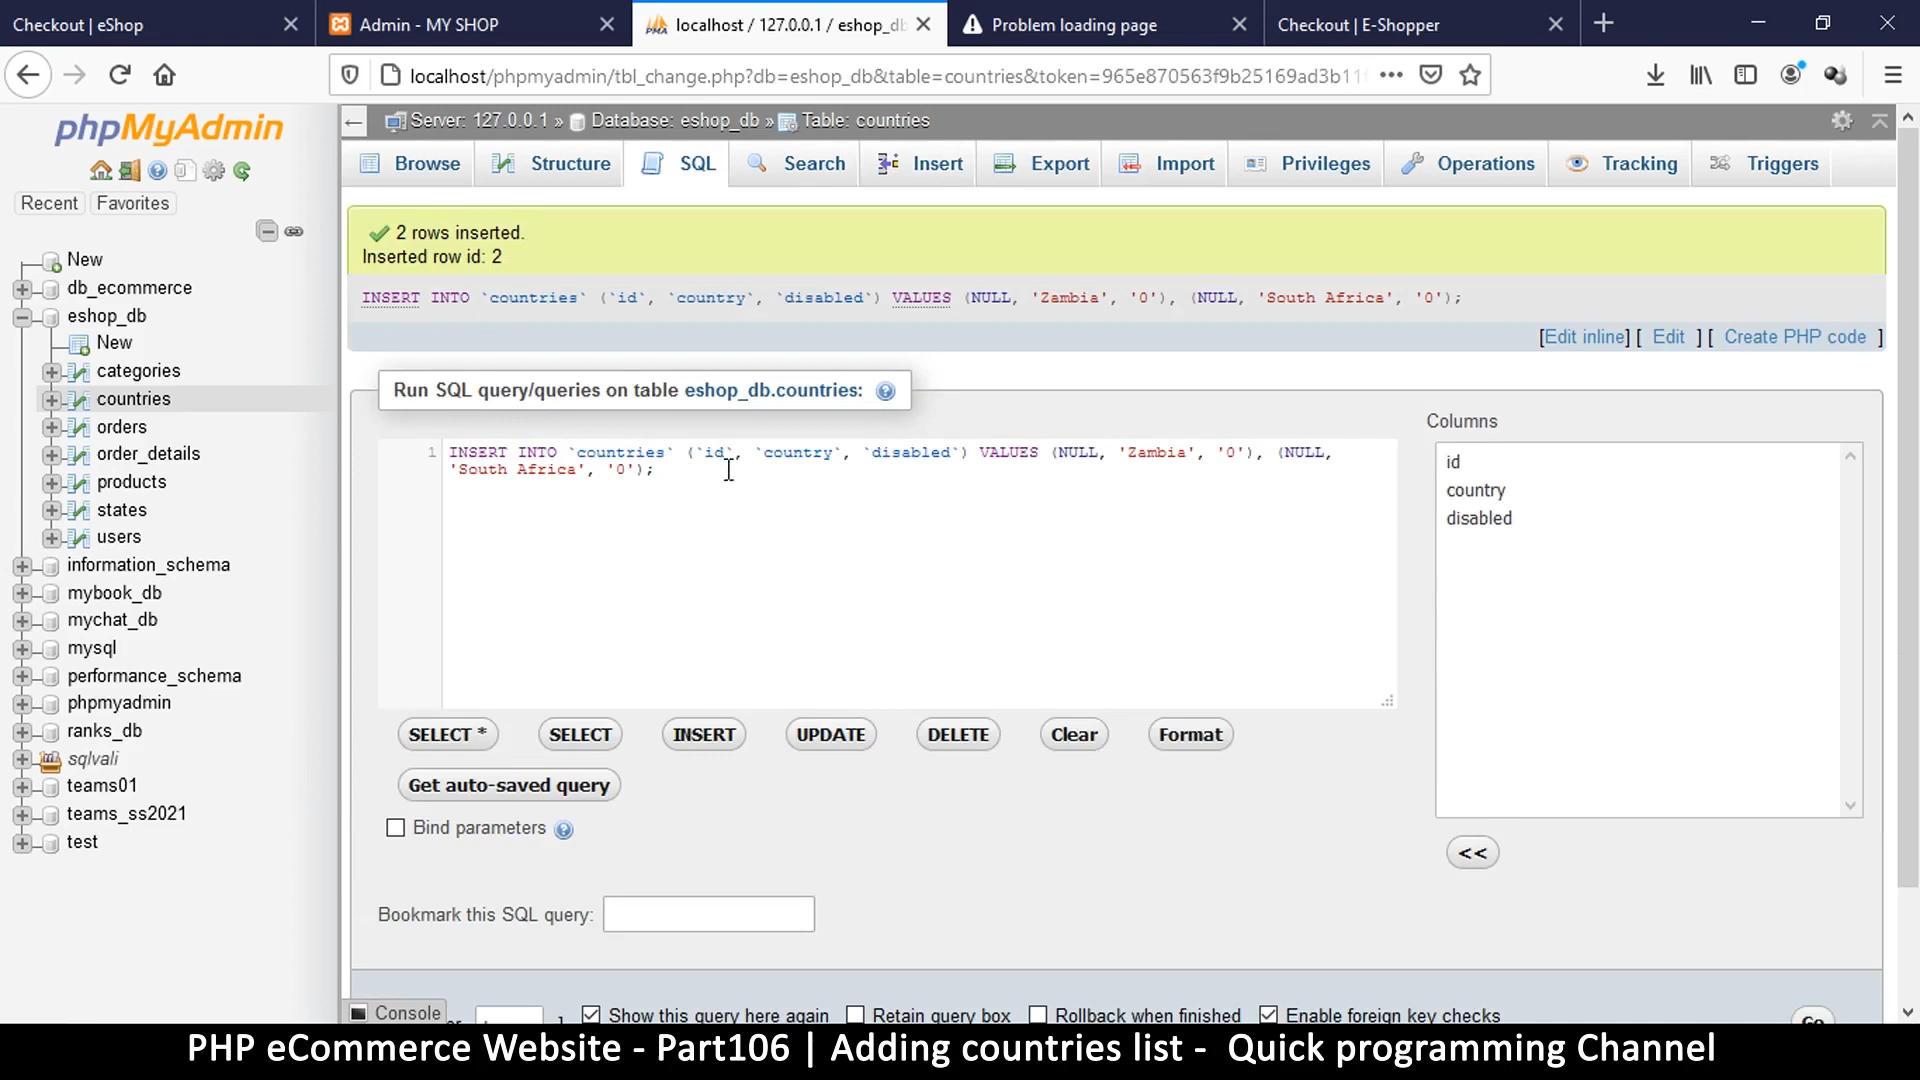 Checkout | eShop
Admin - MY SHOP
localhost / 127.0.0.1 / eshop_db
Problem loading page
Checkout | E-Shopper
localhost/phpmyadmin/tbl_change.php?db=eshop_db&table=countries&token=965e870563f9b25169ad3b11
phpMyAdmin
Recent
Favorites
New
db_ecommerce
eshop_db
New
categories
countries
orders
order_details
products
states
users
information_schema
mybook_db
mychat_db
mysql
performance_schema
phpmyadmin
ranks_db
sqlvali
teams01
teams_ss2021
test
Server: 127.0.0.1 » Database: eshop_db » Table: countries
Browse
Structure
SQL
Search
Insert
Export
Import
Privileges
Operations
Tracking
Triggers
2 rows inserted.
Inserted row id: 2
INSERT INTO `countries` (`id`, `country`, `disabled`) VALUES (NULL, 'Zambia', '0'), (NULL, 'South Africa', '0');
[Edit inline] [ Edit ] [ Create PHP code ]
Run SQL query/queries on table eshop_db.countries:
1
INSERT INTO `countries` (`id`, `country`, `disabled`) VALUES (NULL, 'Zambia', '0'), (NULL,
'South Africa', '0');
Columns
id
country
disabled
SELECT *
SELECT
INSERT
UPDATE
DELETE
Clear
Format
Get auto-saved query
Bind parameters
<<
Bookmark this SQL query:
Console
Show this query here again
Retain query box
Rollback when finished
Enable foreign key checks
Go
PHP eCommerce Website - Part106 | Adding countries list - Quick programming Channel